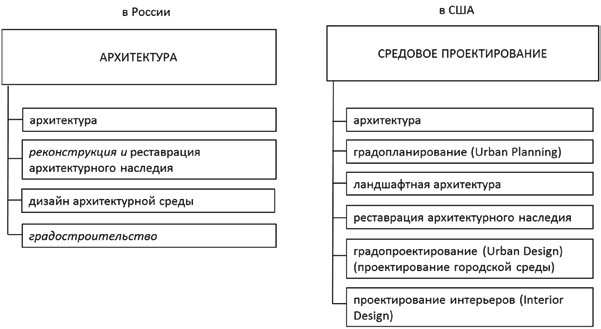 в России
АРХИТЕКТУРА
архитектура
реконструкция и реставрация
архитектурного наследия
дизайн архитектурной среды
градостроительство
в США
СРЕДОВОЕ ПРОЕКТИРОВАНИЕ
архитектура
градопланирование (Urban Planning)
ландшафтная архитектура
реставрация архитектурного наследия
градопроектирование (Urban Design)
(проектирование городской среды)
проектирование интерьеров (Interior
Design)